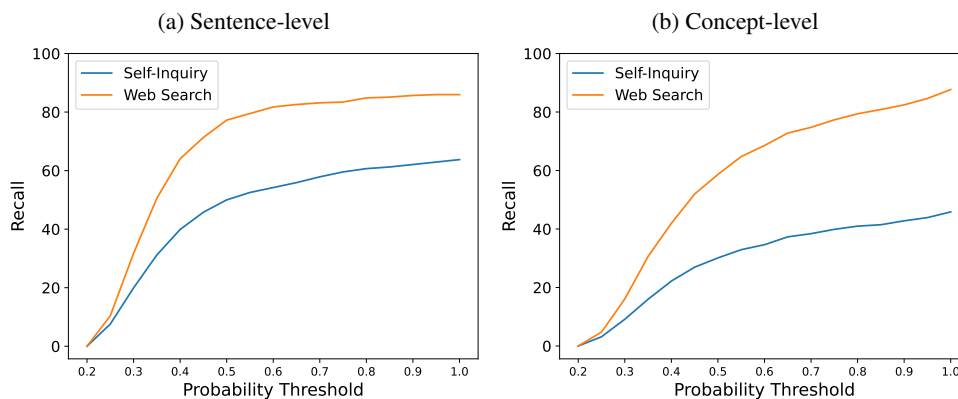 (a) Sentence-level
100
80
60
40
20
0
Recall
Self-Inquiry
Web Search
0.2 0.3 0.4 0.5 0.6 0.7 0.8 0.9 1.0
Probability Threshold
(b) Concept-level
100
80
60
40
20
0
Recall
Self-Inquiry
Web Search
0.2 0.3 0.4 0.5 0.6 0.7 0.8 0.9 1.0
Probability Threshold